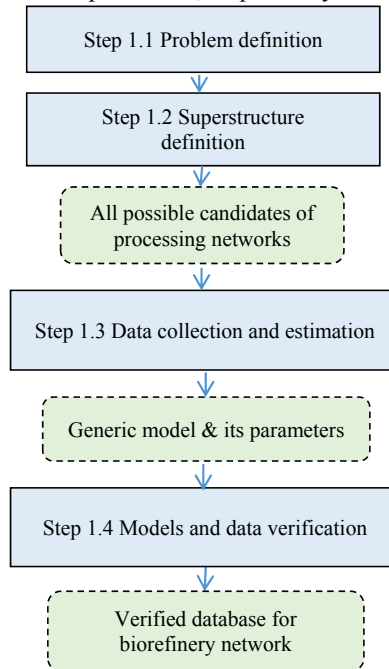 Step 1.1 Problem definition
Step 1.2 Superstructure
definition
All possible candidates of
processing networks
Step 1.3 Data collection and estimation
Generic model & its parameters
Step 1.4 Models and data verification
Verified database for
biorefinery network